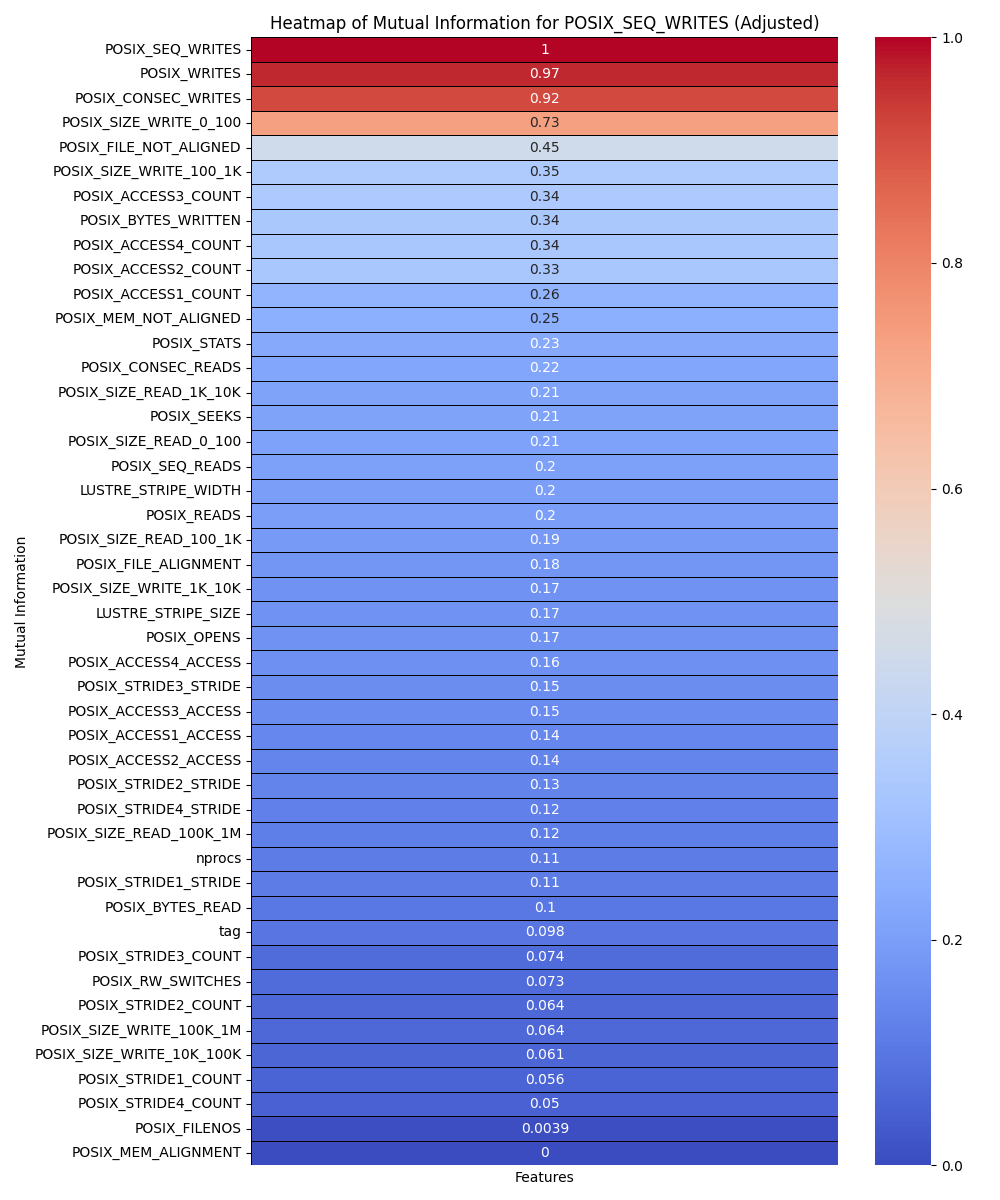 Heatmap of Mutual Information for POSIX_SEQ_WRITES (Adjusted)
POSIX_SEQ_WRITES 1
POSIX_WRITES 0.97
POSIX_CONSEC_WRITES 0.92
POSIX_SIZE_WRITE_0_100 0.73
POSIX_FILE_NOT_ALIGNED 0.45
POSIX_SIZE_WRITE_100_1K 0.35
POSIX_ACCESS3_COUNT 0.34
POSIX_BYTES_WRITTEN 0.34
POSIX_ACCESS4_COUNT 0.34
POSIX_ACCESS2_COUNT 0.33
POSIX_ACCESS1_COUNT 0.26
POSIX_MEM_NOT_ALIGNED 0.25
POSIX_STATS 0.23
POSIX_CONSEC_READS 0.22
POSIX_SIZE_READ_1K_10K 0.21
POSIX_SEEKS 0.21
POSIX_SIZE_READ_0_100 0.21
POSIX_SEQ_READS 0.2
LUSTRE_STRIPE_WIDTH 0.2
POSIX_READS 0.2
POSIX_SIZE_READ_100_1K 0.19
POSIX_FILE_ALIGNMENT 0.18
POSIX_SIZE_WRITE_1K_10K 0.17
LUSTRE_STRIPE_SIZE 0.17
POSIX_OPENS 0.17
POSIX_ACCESS4_ACCESS 0.16
POSIX_STRIDE3_STRIDE 0.15
POSIX_ACCESS3_ACCESS 0.15
POSIX_ACCESS1_ACCESS 0.14
POSIX_ACCESS2_ACCESS 0.14
POSIX_STRIDE2_STRIDE 0.13
POSIX_STRIDE4_STRIDE 0.12
POSIX_SIZE_READ_100K_1M 0.12
nprocs 0.11
POSIX_STRIDE1_STRIDE 0.11
POSIX_BYTES_READ 0.1
tag 0.098
POSIX_STRIDE3_COUNT 0.074
POSIX_RW_SWITCHES 0.073
POSIX_STRIDE2_COUNT 0.064
POSIX_SIZE_WRITE_100K_1M 0.064
POSIX_SIZE_WRITE_10K_100K 0.061
POSIX_STRIDE1_COUNT 0.056
POSIX_STRIDE4_COUNT 0.05
POSIX_FILENOS 0.0039
POSIX_MEM_ALIGNMENT 0
Mutual Information
Features
1.0
0.8
0.6
0.4
0.2
0.0